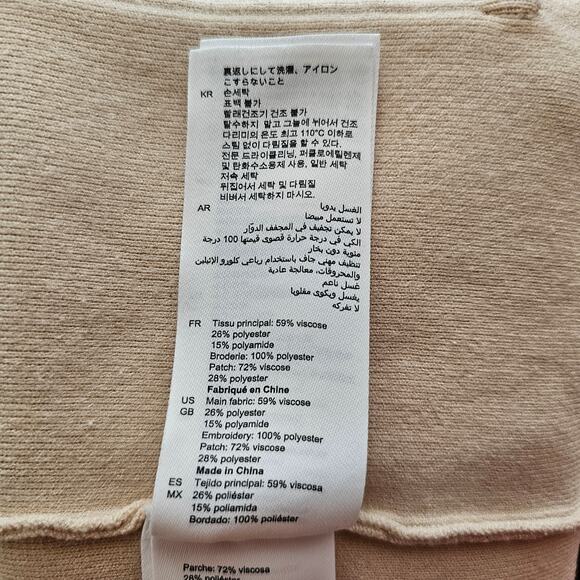 裏返しにして洗濯、アイロン
こすらないこと
KR 손세탁
표백 불가
빨래건조기 건조 불가
탈수하지 말고 그늘에 뉘어서 건조
다리미의 온도 최고 110°C 이하로
스팀 없이 다림질을 할 수 있다.
전문 드라이클리닝, 퍼클로에틸렌제
및 탄화수소용제 사용, 일반 세탁
저속 세탁
뒤집어서 세탁 및 다림질
비벼서 세탁하지 마시오.
AR الغسل يدويا
لا تستعمل مبيضا
لا يمكن تجفيف في المجفف الدوّار
الكي في درجة حرارة قصوى قيمتها 100 درجة
مئوية دون بخار
تنظيف مهني جاف باستخدام رباعي كلورو الإثيلين
والمحروقات، معالجة عادية
غسل ناعم
يغسل ويكوى مقلوبا
لا تفركه
FR Tissu principal: 59% viscose
26% polyester
15% polyamide
Broderie: 100% polyester
Patch: 72% viscose
28% polyester
Fabriqué en Chine
US Main fabric: 59% viscose
GB 26% polyester
15% polyamide
Embroidery: 100% polyester
Patch: 72% viscose
28% polyester
Made in China
ES Tejido principal: 59% viscosa
MX 26% poliéster
15% poliamida
Bordado: 100% poliéster
Parche: 72% viscosa
28% poliéster